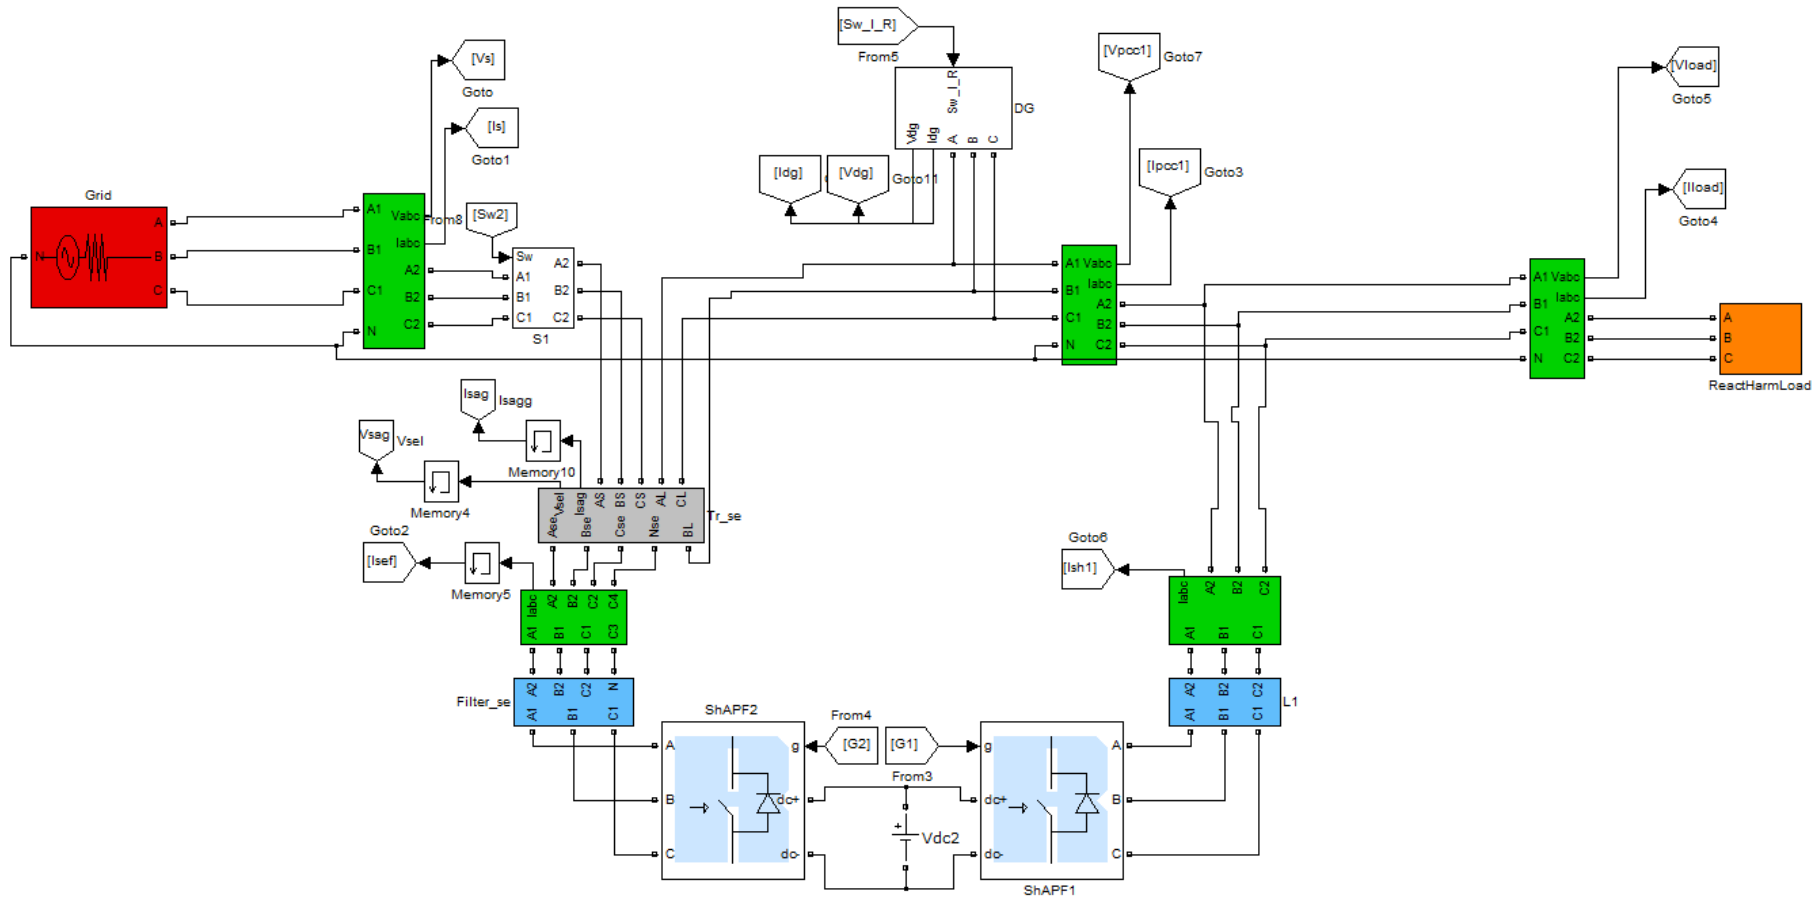 [Sw_I_R]
From5
[Vs]
Goto
[Vpcc1]
Goto7
[Vload]
Goto5
Sw_I_R
DG
Vdg
Idg
A
B
C
[Is]
Goto1
[Idg]
[Vdg]
Goto11
[Ipcc1]
Goto3
[Iload]
Goto4
Grid
N
A
B
C
A1
B1
C1
N
Vabc
Iabc
A2
B2
C2
From8
[Sw2]
Sw
A1
B1
C1
A2
B2
C2
S1
A1
B1
C1
N
Vabc
Iabc
A2
B2
C2
A1
B1
C1
N
Vabc
Iabc
A2
B2
C2
A
B
C
ReactHarmLoad
Isag
Isagg
Memory10
Vsag
Vsel
Memory4
Vsel
Isag
AS
BS
CS
AL
CL
Ase
Bse
Cse
Nse
BL
Tr_se
Goto2
[Isef]
Memory5
Iabc
A2
B2
C2
C4
A1
B1
C1
C3
Goto6
[Ish1]
Iabc
A2
B2
C2
A1
B1
C1
Filter_se
A2
B2
C2
N
A1
B1
C1
A2
B2
C2
A1
B1
C1
L1
ShAPF2
A
B
C
g
dc+
dc-
From4
[G2]
[G1]
From3
Vdc2
+
g
dc+
dc-
A
B
C
ShAPF1